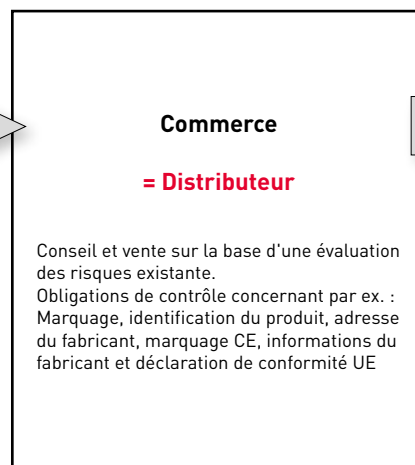 Commerce
= Distributeur
Conseil et vente sur la base d'une évaluation
des risques existante.
Obligations de contrôle concernant par ex. :
Marquage, identification du produit, adresse
du fabricant, marquage CE, informations du
fabricant et déclaration de conformité UE